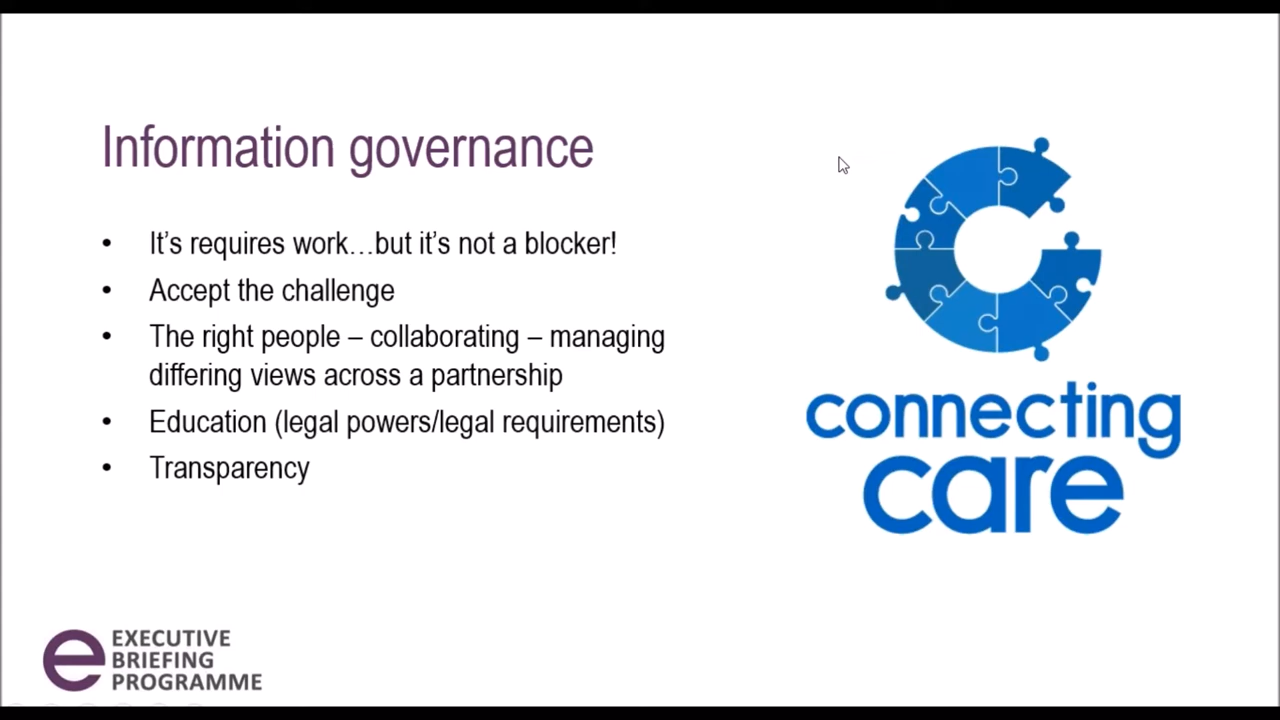 Information governance
• It's requires work…but it's not a blocker!
• Accept the challenge
• The right people – collaborating – managing
differing views across a partnership
• Education (legal powers/legal requirements)
• Transparency
connecting
care
e EXECUTIVE
BRIEFING
PROGRAMME